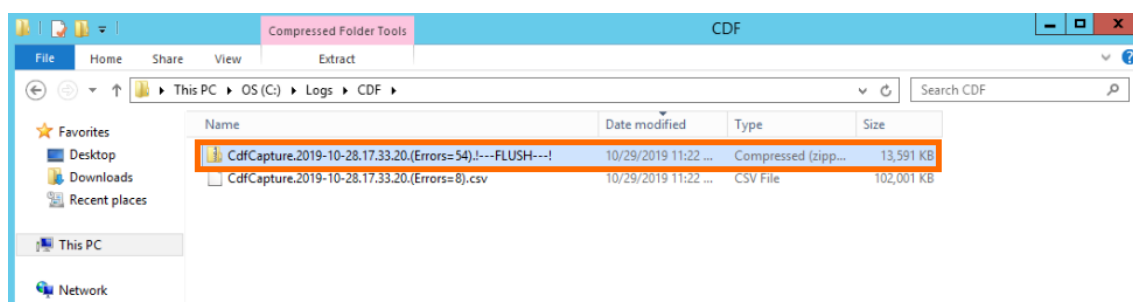 Compressed Folder Tools
CDF
File Home Share View Extract
This PC OS (C:) Logs CDF
Search CDF
Favorites
Desktop
Downloads
Recent places
This PC
Network
Name Date modified Type Size
CdfCapture.2019-10-28.17.33.20.(Errors=54).!---FLUSH---! 10/29/2019 11:22 ... Compressed (zipp... 13,591 KB
CdfCapture.2019-10-28.17.33.20.(Errors=8).csv 10/29/2019 11:22 ... CSV File 102,001 KB